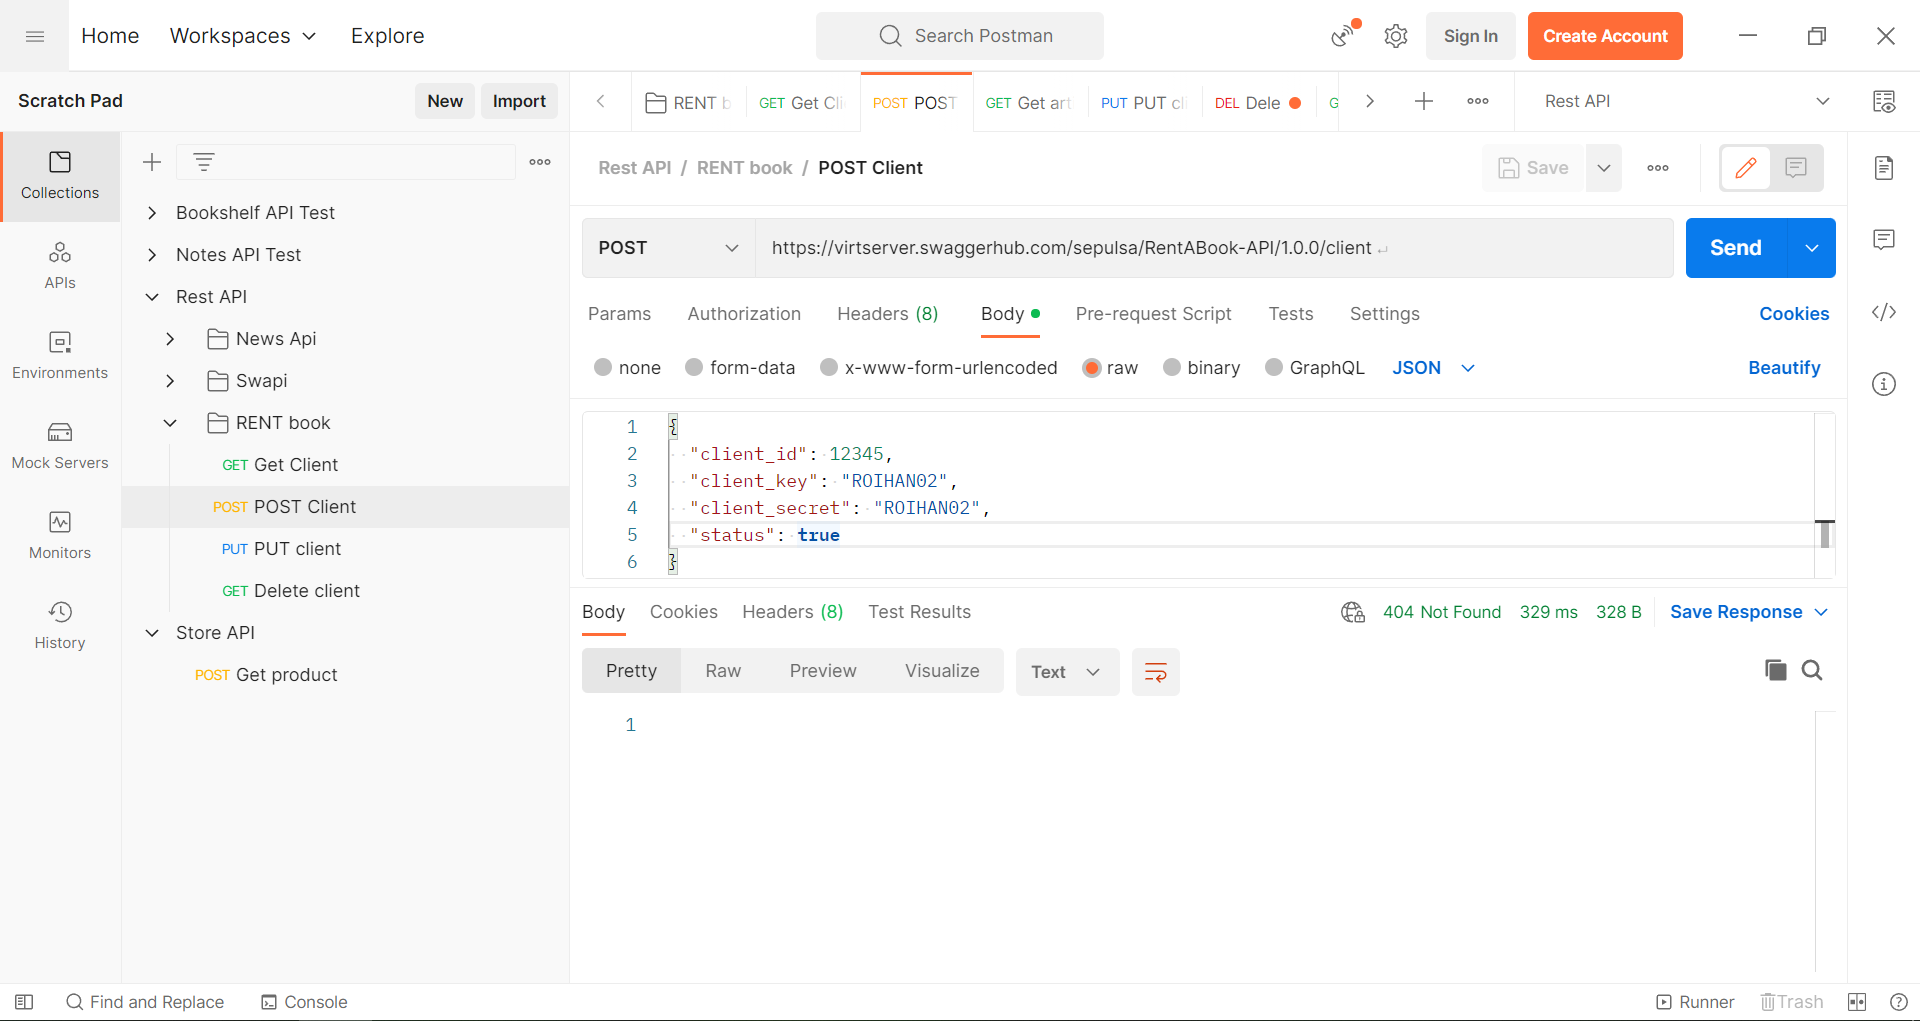 Home Workspaces Explore Search Postman Sign In Create Account
Scratch Pad New Import RENT b GET Get Cli POST POST GET Get art PUT PUT cli DEL Dele G Rest API
Rest API / RENT book / POST Client Save
Collections
APIs
Environments
Mock Servers
Monitors
History
Bookshelf API Test
Notes API Test
Rest API
News Api
Swapi
RENT book
GET Get Client
POST POST Client
PUT PUT client
GET Delete client
Store API
POST Get product
POST https://virtserver.swaggerhub.com/sepulsa/RentABook-API/1.0.0/client Send
Params Authorization Headers (8) Body Pre-request Script Tests Settings Cookies
none form-data x-www-form-urlencoded raw binary GraphQL JSON Beautify
1 {
2 "client_id": 12345,
3 "client_key": "ROIHAN02",
4 "client_secret": "ROIHAN02",
5 "status": true
6 }
Body Cookies Headers (8) Test Results 404 Not Found 329 ms 328 B Save Response
Pretty Raw Preview Visualize Text
1
Find and Replace Console Runner Trash